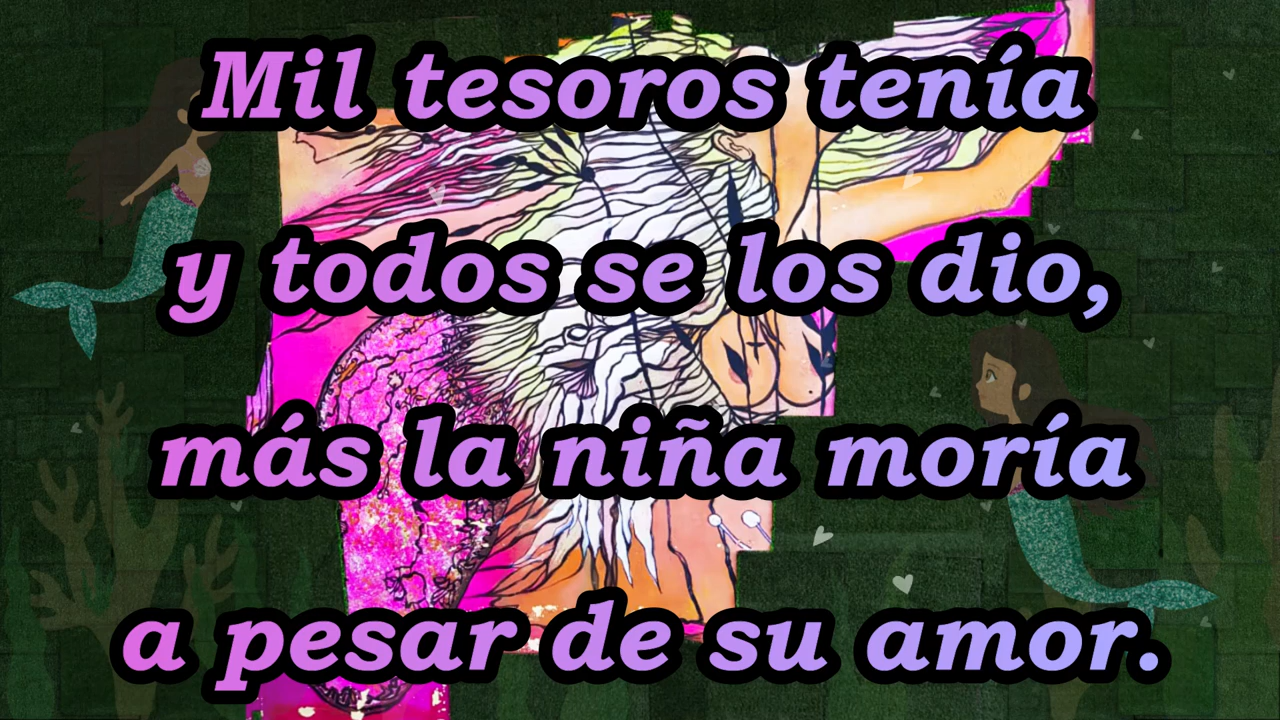 Mil tesoros tenía
y todos se los dio,
más la niña moría
a pesar de su amor.